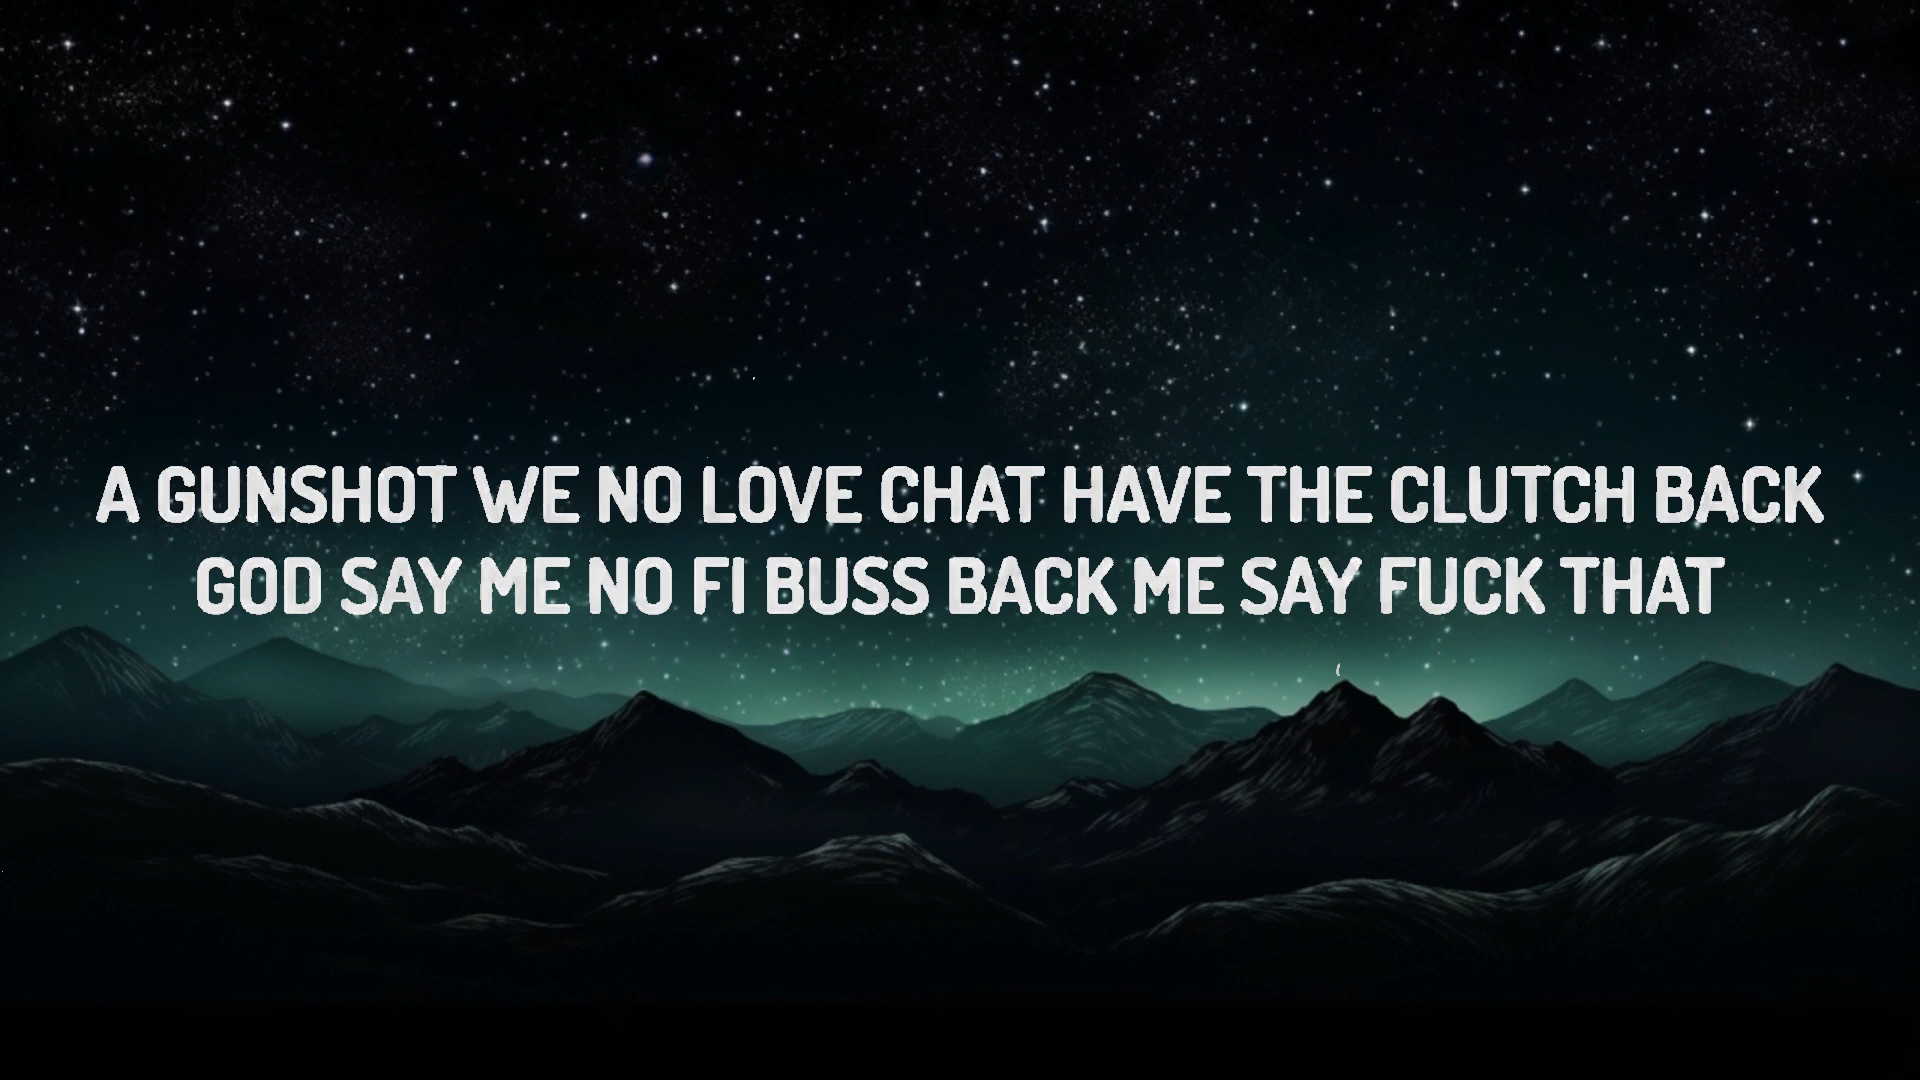 A GUNSHOT WE NO LOVE CHAT HAVE THE CLUTCH BACK
GOD SAY ME NO FI BUSS BACK ME SAY FUCK THAT